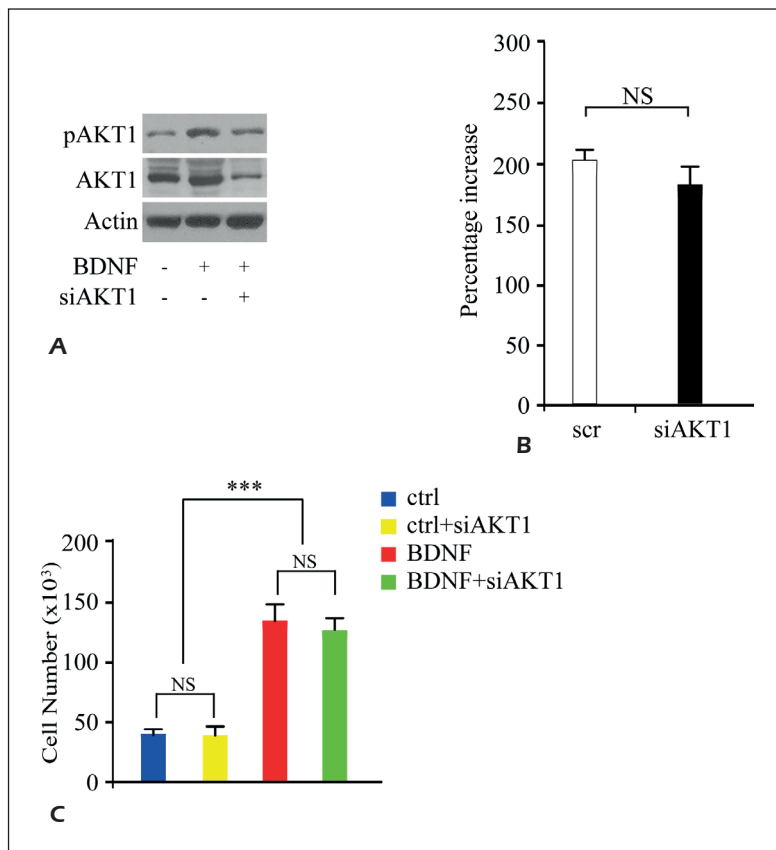 pAKT1
AKT1
Actin
BDNF - + +
siAKT1 - - +
A
300
250
200
150
100
50
0
Percentage increase
NS
scr siAKT1
B
ctrl
ctrl+siAKT1
BDNF
BDNF+siAKT1
***
200
150
100
50
0
Cell Number (x10³)
NS
NS
C